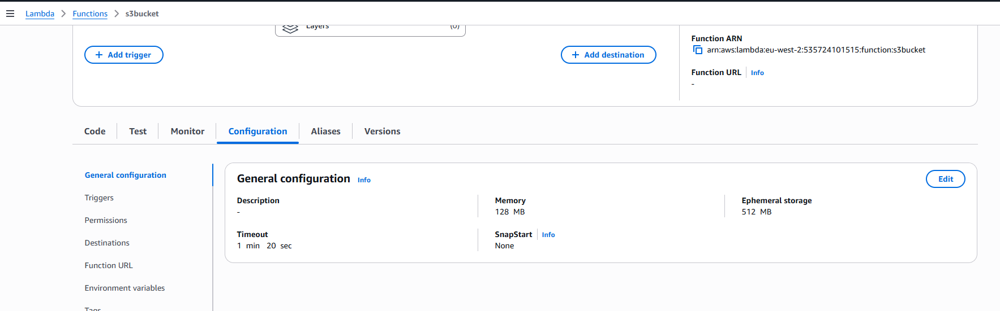 Lambda > Functions > s3bucket
Layers (0)
+ Add trigger
+ Add destination
Function ARN
arn:aws:lambda:eu-west-2:535724101515:function:s3bucket
Function URL Info
-
Code Test Monitor Configuration Aliases Versions
General configuration
Triggers
Permissions
Destinations
Function URL
Environment variables
Tags
General configuration Info
Edit
Description
-
Memory
128 MB
Ephemeral storage
512 MB
Timeout
1 min 20 sec
SnapStart Info
None